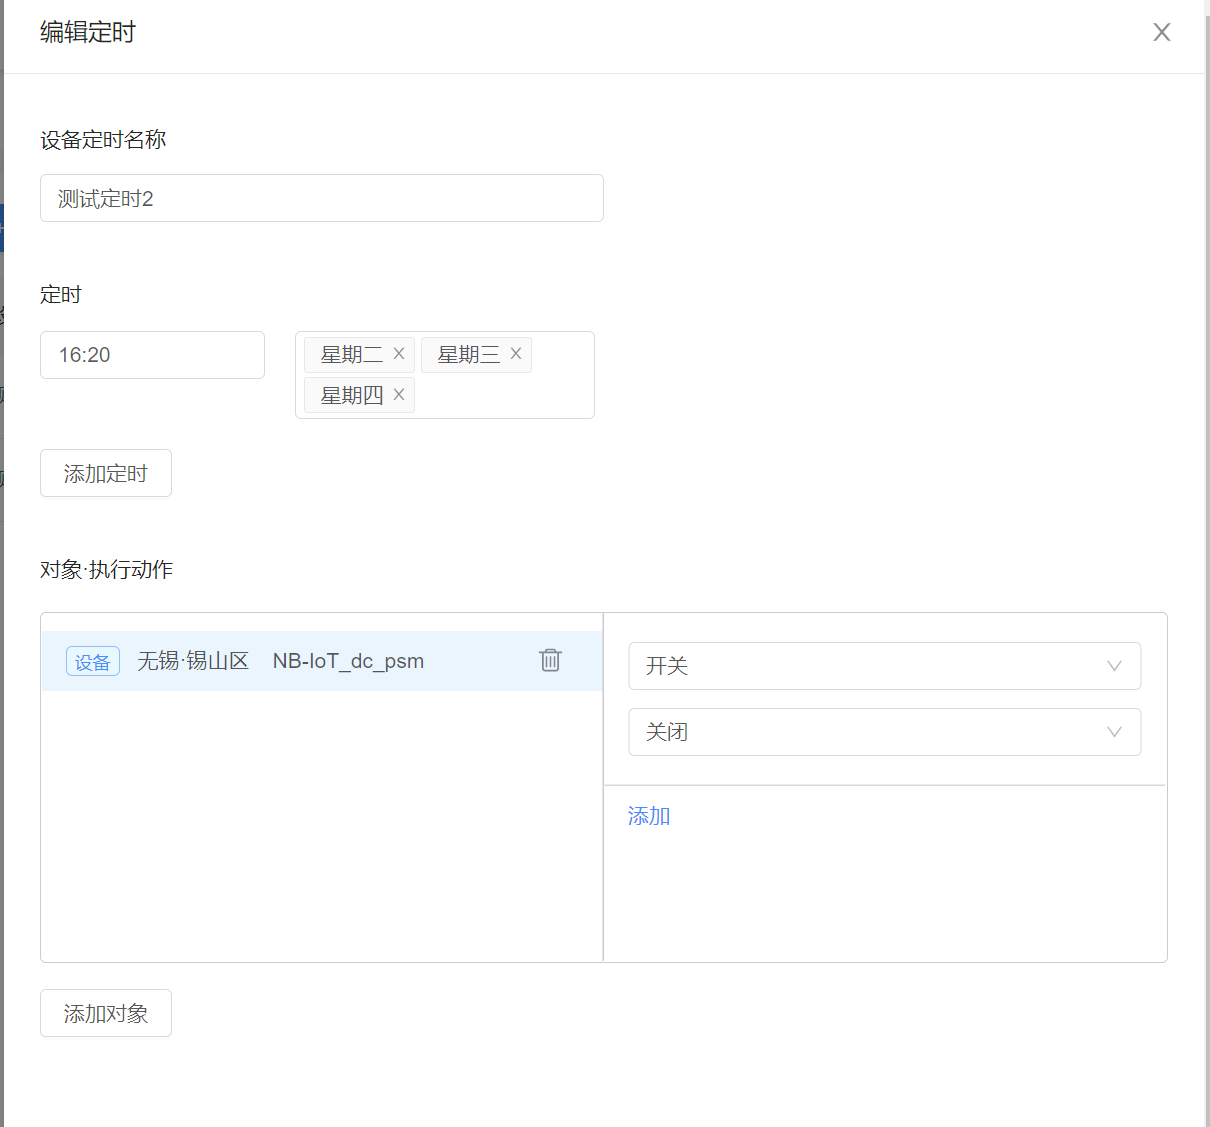 编辑定时
设备定时名称
测试定时2
定时
16:20
星期二
星期三
星期四
添加定时
对象·执行动作
设备 无锡·锡山区 NB-IoT_dc_psm
开关
关闭
添加
添加对象